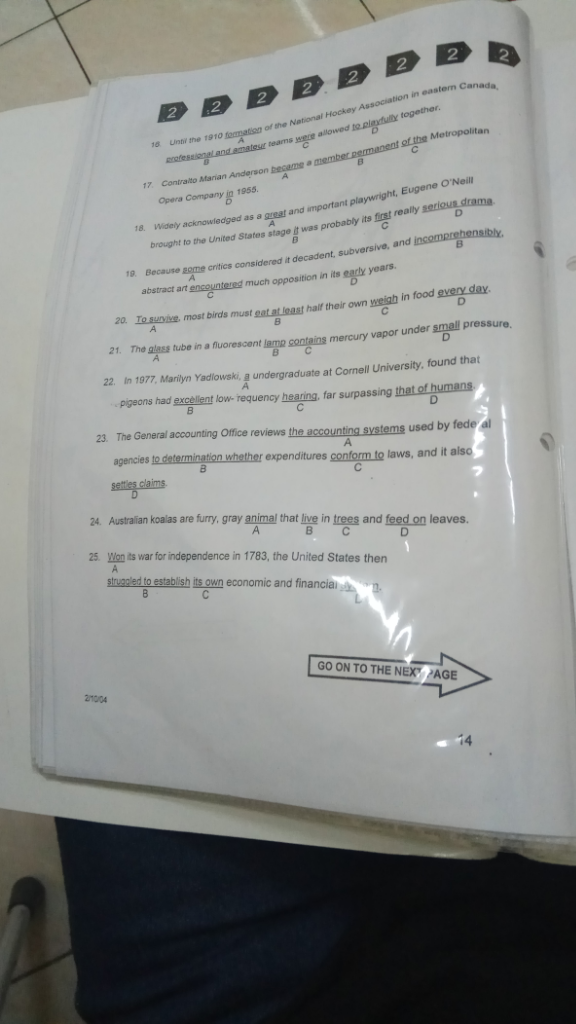 2 2 2 2 2 2 2 2
16. Until the 1910 formation of the National Hockey Association in eastern Canada,
A
professional and amateur teams were allowed to playfully together.
B C D
17. Contralto Marian Anderson became a member permanent of the Metropolitan
A B C
Opera Company in 1955.
D
18. Widely acknowledged as a great and important playwright, Eugene O'Neill
A
brought to the United States stage it was probably its first really serious drama.
B C D
19. Because some critics considered it decadent, subversive, and incomprehensibly,
A B
abstract art encountered much opposition in its early years.
C D
20. To survive, most birds must eat at least half their own weigh in food every day.
A B C D
21. The glass tube in a fluorescent lamp contains mercury vapor under small pressure.
A B C D
22. In 1977, Marilyn Yadlowski, a undergraduate at Cornell University, found that
A
pigeons had excellent low- requency hearing, far surpassing that of humans.
B C D
23. The General accounting Office reviews the accounting systems used by federal
A
agencies to determination whether expenditures conform to laws, and it also
B C
settles claims.
D
24. Australian koalas are furry, gray animal that live in trees and feed on leaves.
A B C D
25. Won its war for independence in 1783, the United States then
A
struggled to establish its own economic and financial
B C D
GO ON TO THE NEXT PAGE
2/10/04
14